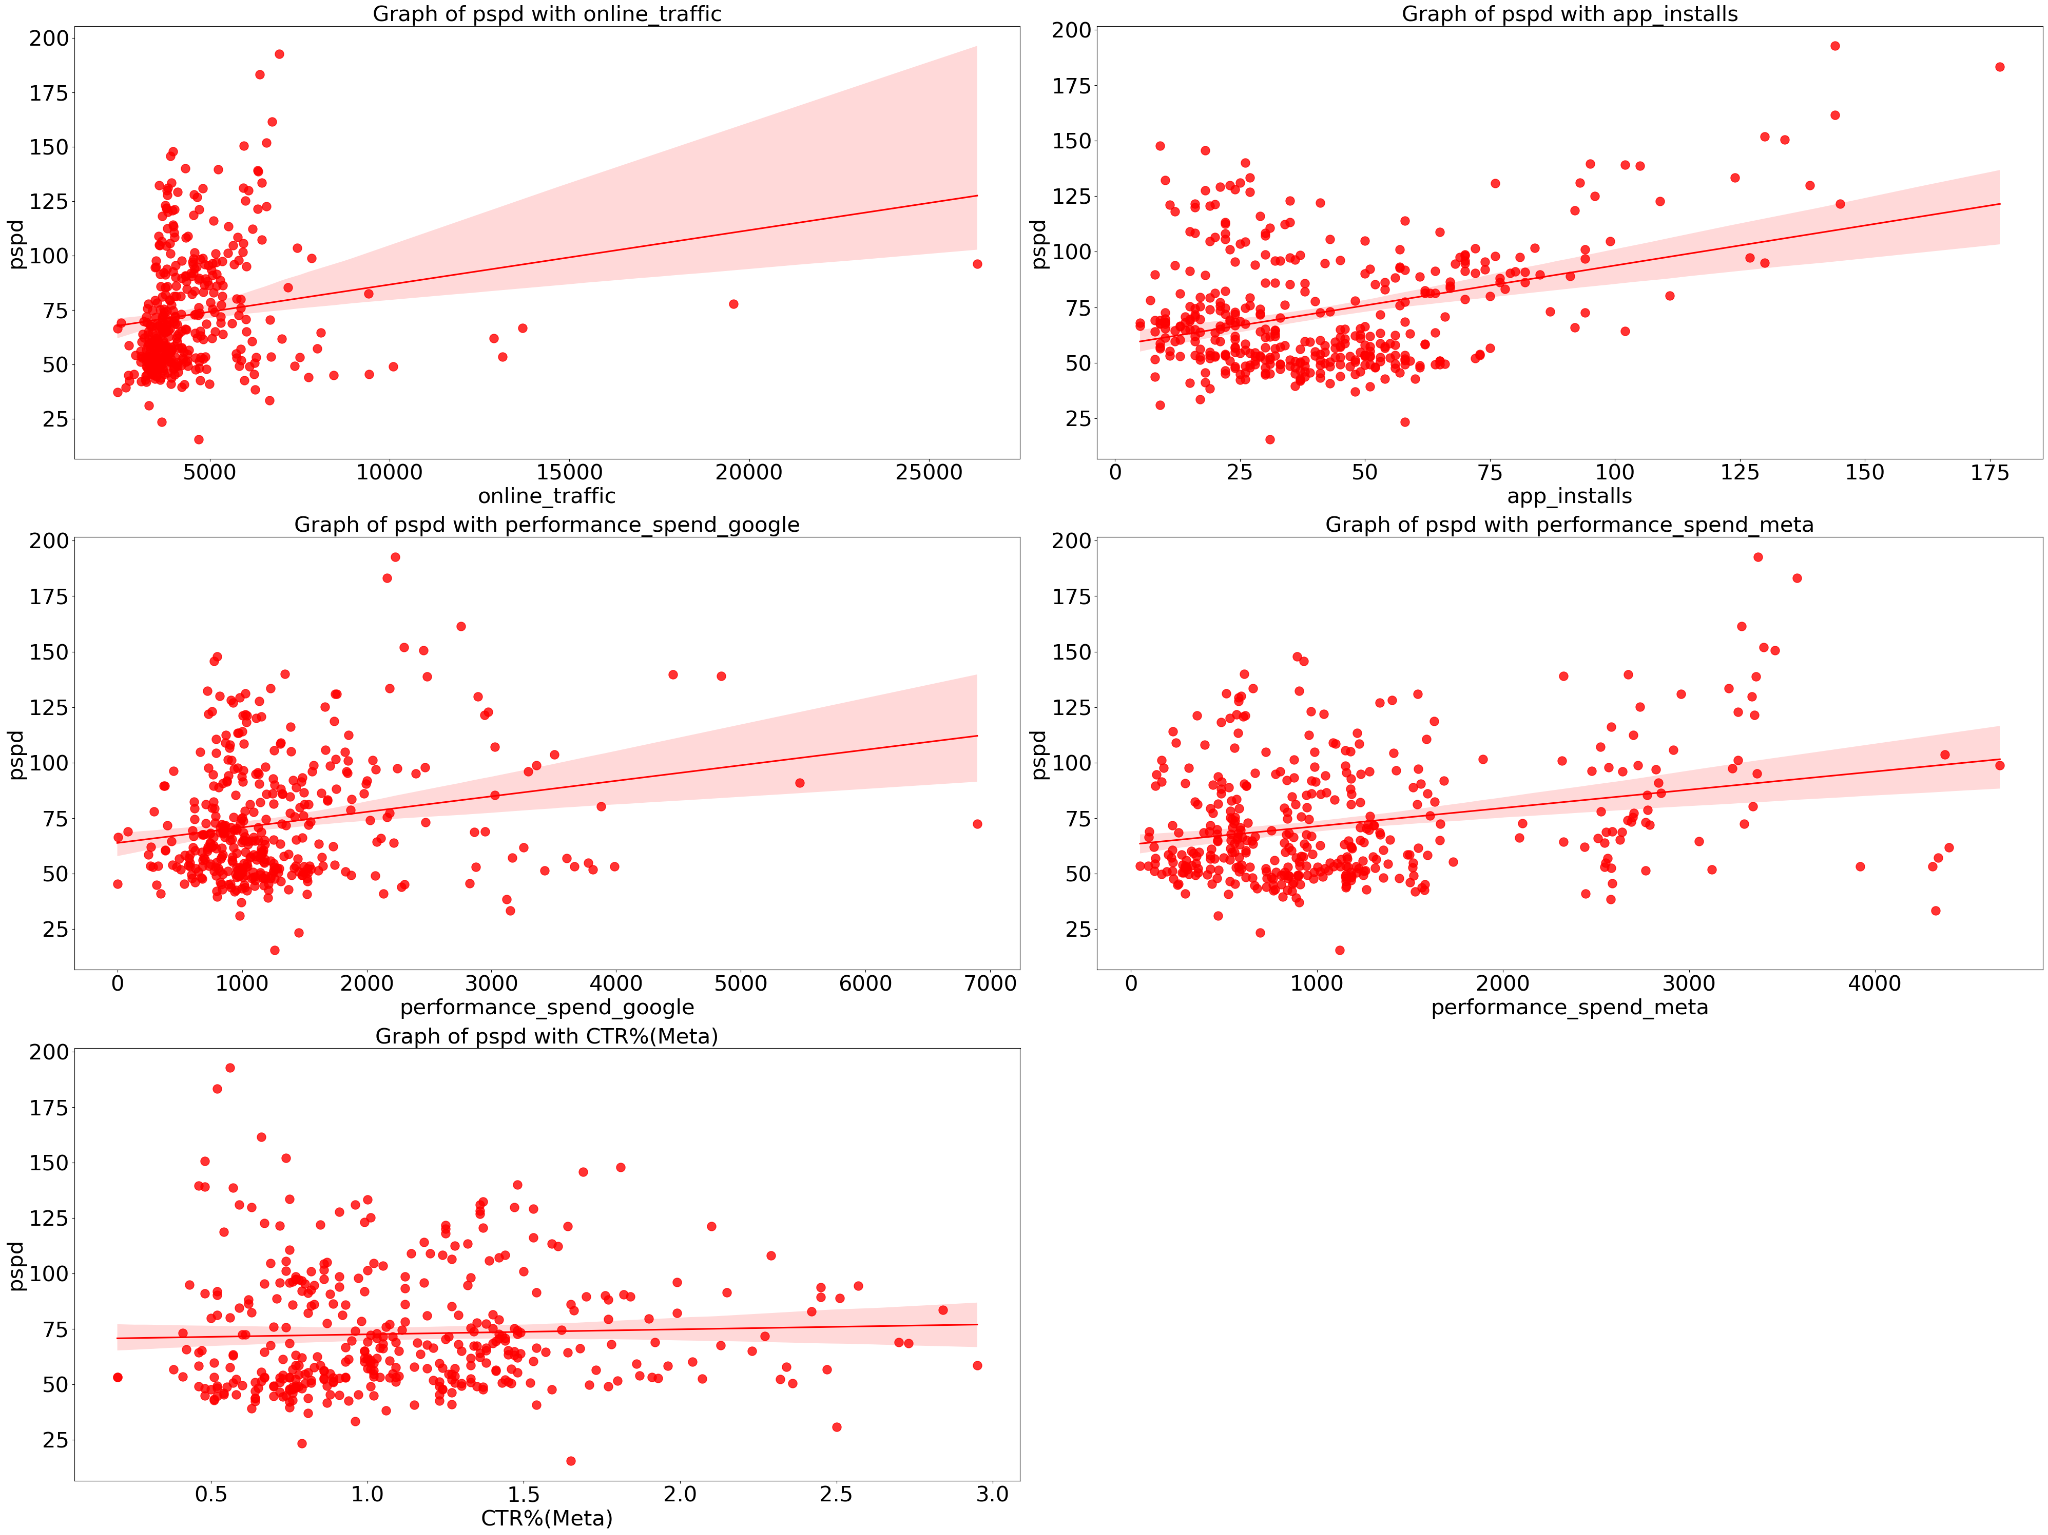 Graph of pspd with online_traffic
200
175
150
125
100
75
50
25
pspd
5000 10000 15000 20000 25000
online_traffic
Graph of pspd with app_installs
200
175
150
125
100
75
50
25
pspd
0 25 50 75 100 125 150 175
app_installs
Graph of pspd with performance_spend_google
200
175
150
125
100
75
50
25
pspd
0 1000 2000 3000 4000 5000 6000 7000
performance_spend_google
Graph of pspd with performance_spend_meta
200
175
150
125
100
75
50
25
pspd
0 1000 2000 3000 4000
performance_spend_meta
Graph of pspd with CTR%(Meta)
200
175
150
125
100
75
50
25
pspd
0.5 1.0 1.5 2.0 2.5 3.0
CTR%(Meta)